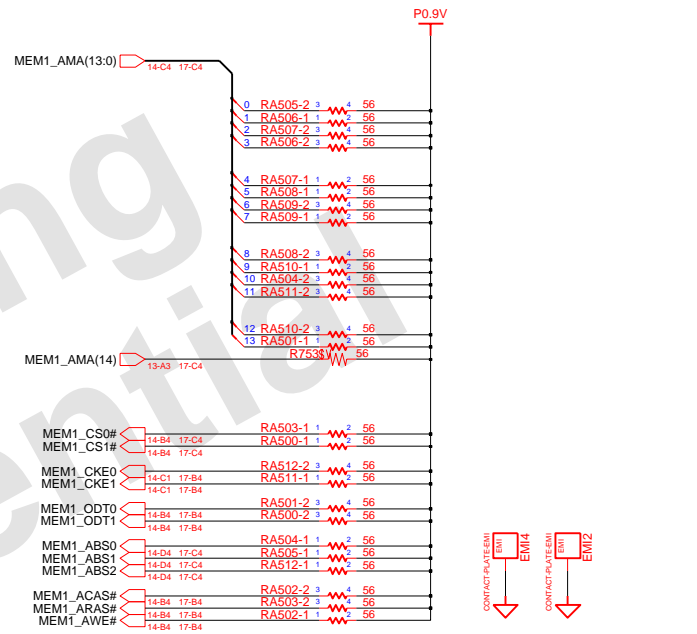 P0.9V
MEM1_AMA(13:0)
14-C4 17-C4
0 RA505-2 3 4 56
1 RA506-1 1 2 56
2 RA507-2 3 4 56
3 RA506-2 3 4 56
4 RA507-1 1 2 56
5 RA508-1 1 2 56
6 RA509-2 3 4 56
7 RA509-1 1 2 56
8 RA508-2 3 4 56
9 RA510-1 1 2 56
10 RA504-2 3 4 56
11 RA511-2 3 4 56
12 RA510-2 3 4 56
13 RA501-1 1 2 56
MEM1_AMA(14) 56
13-A3 17-C4
MEM1_CS0# RA503-1 1 2 56
14-B4 17-C4
MEM1_CS1# RA500-1 1 2 56
14-B4 17-C4
MEM1_CKE0 RA512-2 3 4 56
14-C1 17-B4
MEM1_CKE1 RA511-1 1 2 56
14-C1 17-B4
MEM1_ODT0 RA501-2 3 4 56
14-B4 17-B4
MEM1_ODT1 RA500-2 3 4 56
14-B4 17-B4
MEM1_ABS0 RA504-1 1 2 56
14-D4 17-C4
MEM1_ABS1 RA505-1 1 2 56
14-D4 17-C4
MEM1_ABS2 RA512-1 1 2 56
14-D4 17-C4
MEM1_ACAS# RA502-2 3 4 56
14-B4 17-B4
MEM1_ARAS# RA503-2 3 4 56
14-B4 17-B4
MEM1_AWE# RA502-1 1 2 56
14-B4 17-B4
CONTACT-PLATE-EMI
EMI
EMI4
CONTACT-PLATE-EMI
EMI
EMI2
ng
ential